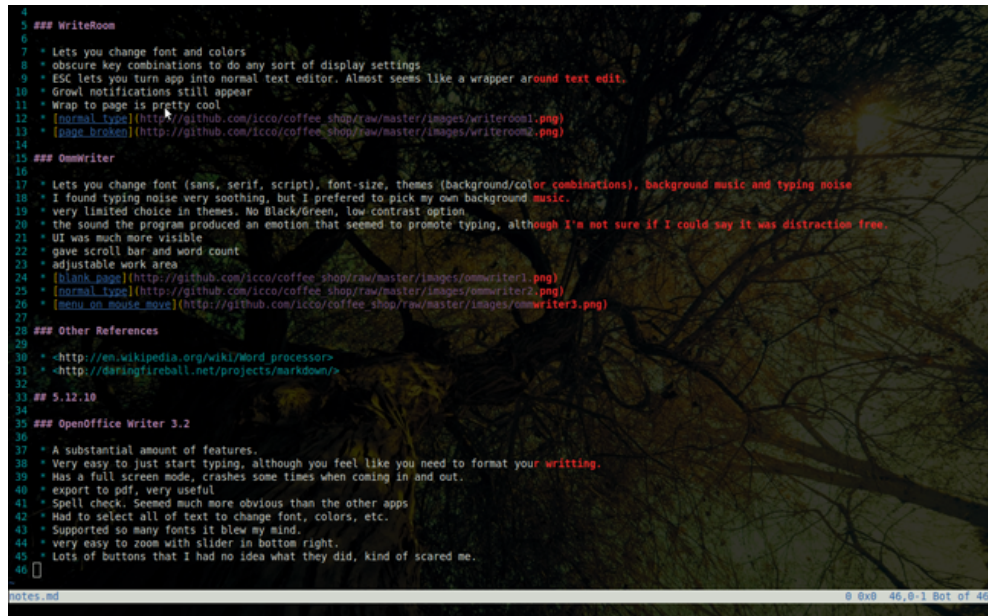 4
5 ### WriteRoom
6
7 * Lets you change font and colors
8 * obscure key combinations to do any sort of display settings
9 * ESC lets you turn app into normal text editor. Almost seems like a wrapper around text edit.
10 * Growl notifications still appear
11 * Wrap to page is pretty cool
12 * [normal type](http://github.com/icco/coffee_shop/raw/master/images/writeroom1.png)
13 * [page broken](http://github.com/icco/coffee_shop/raw/master/images/writeroom2.png)
14
15 ### OmmWriter
16
17 * Lets you change font (sans, serif, script), font-size, themes (background/color combinations), background music and typing noise
18 * I found typing noise very soothing, but I prefered to pick my own background music.
19 * very limited choice in themes. No Black/Green, low-contrast option
20 * the sound the program produced an emotion that seemed to promote typing, although I'm not sure if I could say it was distraction free.
21 * UI was much more visible
22 * gave scroll bar and word count
23 * adjustable work area
24 * [blank page](http://github.com/icco/coffee_shop/raw/master/images/ommwriter1.png)
25 * [normal type](http://github.com/icco/coffee_shop/raw/master/images/ommwriter2.png)
26 * [menu on mouse_move](http://github.com/icco/coffee_shop/raw/master/images/ommwriter3.png)
27
28 ### Other References
29
30 * <http://en.wikipedia.org/wiki/Word_processor>
31 * <http://daringfireball.net/projects/markdown/>
32
33 ## 5.12.10
34
35 ### OpenOffice Writer 3.2
36
37 * A substantial amount of features.
38 * Very easy to just start typing, although you feel like you need to format your writting.
39 * Has a full screen mode, crashes some times when coming in and out.
40 * export to pdf, very useful
41 * Spell check. Seemed much more obvious than the other apps
42 * Had to select all of text to change font, colors, etc.
43 * Supported so many fonts it blew my mind.
44 * very easy to zoom with slider in bottom right.
45 * Lots of buttons that I had no idea what they did, kind of scared me.
46
~
notes.md 0 0x0 46,0-1 Bot of 46